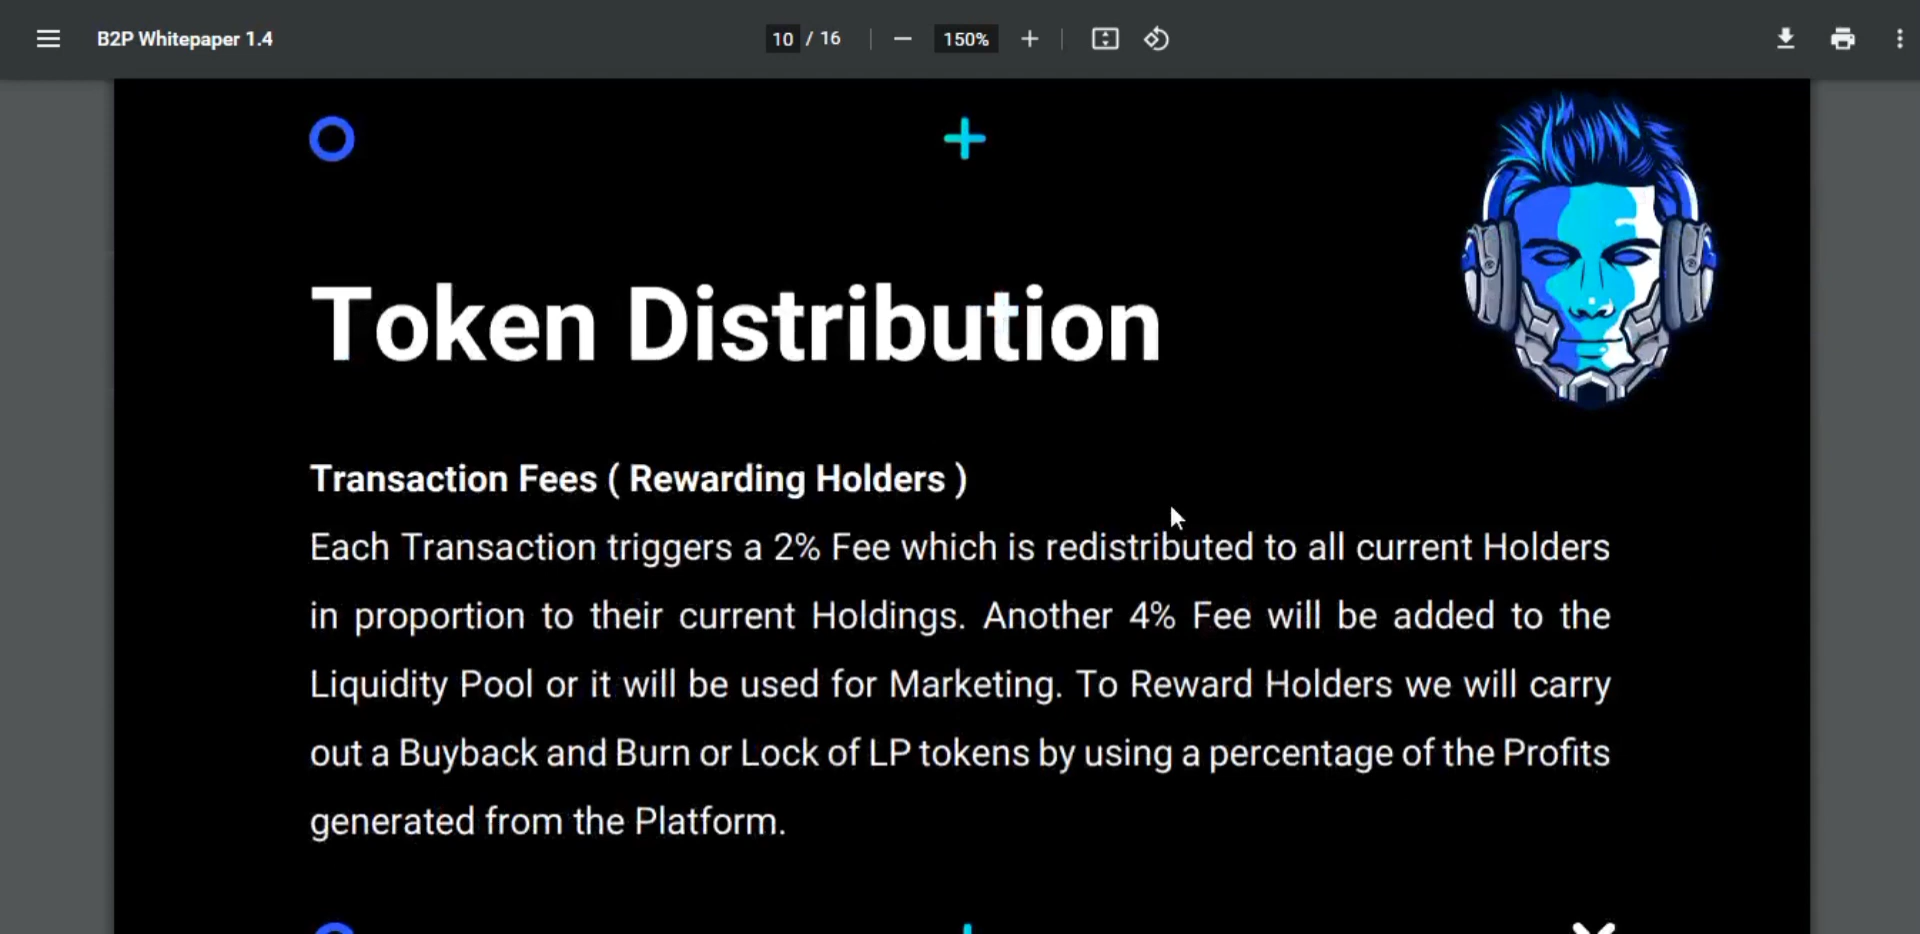 B2P Whitepaper 1.4
10 / 16
150%
Token Distribution
Transaction Fees ( Rewarding Holders )
Each Transaction triggers a 2% Fee which is redistributed to all current Holders
in proportion to their current Holdings. Another 4% Fee will be added to the
Liquidity Pool or it will be used for Marketing. To Reward Holders we will carry
out a Buyback and Burn or Lock of LP tokens by using a percentage of the Profits
generated from the Platform.